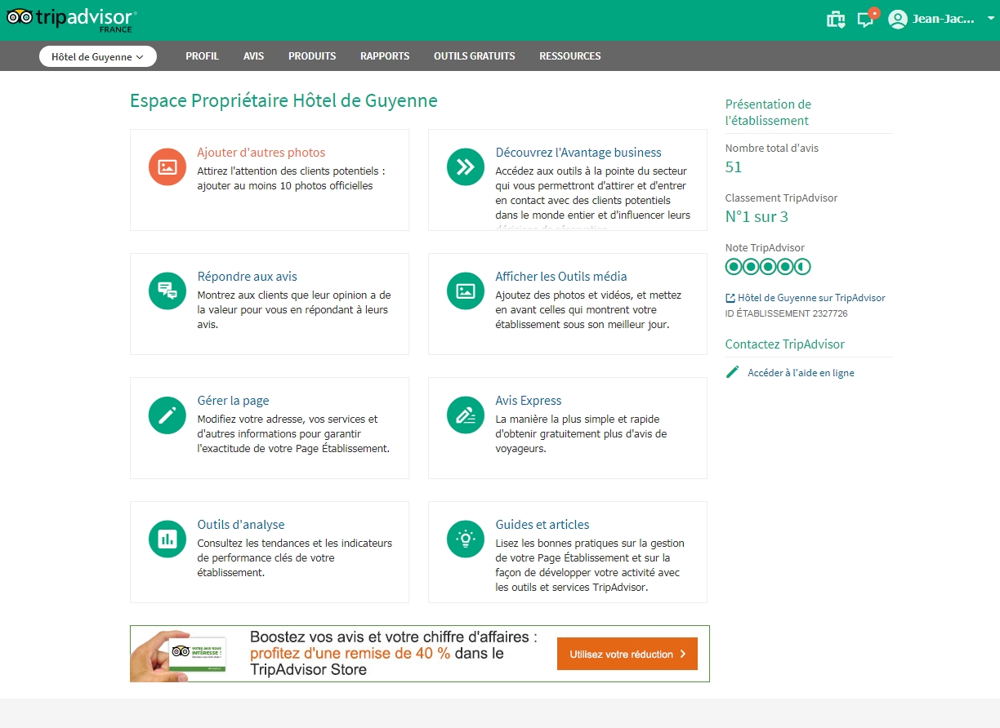 tripadvisor
FRANCE
Jean-Jac...
Hôtel de Guyenne
PROFIL
AVIS
PRODUITS
RAPPORTS
OUTILS GRATUITS
RESSOURCES
Espace Propriétaire Hôtel de Guyenne
Ajouter d'autres photos
Attirez l'attention des clients potentiels :
ajouter au moins 10 photos officielles
Découvrez l'Avantage business
Accédez aux outils à la pointe du secteur
qui vous permettront d'attirer et d'entrer
en contact avec des clients potentiels
dans le monde entier et d'influencer leurs
décisions de réservation
Répondre aux avis
Montrez aux clients que leur opinion a de
la valeur pour vous en répondant à leurs
avis.
Afficher les Outils média
Ajoutez des photos et vidéos, et mettez
en avant celles qui montrent votre
établissement sous son meilleur jour.
Gérer la page
Modifiez votre adresse, vos services et
d'autres informations pour garantir
l'exactitude de votre Page Établissement.
Avis Express
La manière la plus simple et rapide
d'obtenir gratuitement plus d'avis de
voyageurs.
Outils d'analyse
Consultez les tendances et les indicateurs
de performance clés de votre
établissement.
Guides et articles
Lisez les bonnes pratiques sur la gestion
de votre Page Établissement et sur la
façon de développer votre activité avec
les outils et services TripAdvisor.
Présentation de
l'établissement
Nombre total d'avis
51
Classement TripAdvisor
N°1 sur 3
Note TripAdvisor
Hôtel de Guyenne sur TripAdvisor
ID ÉTABLISSEMENT 2327726
Contactez TripAdvisor
Accéder à l'aide en ligne
VOTRE AVIS NOUS
INTÉRESSE !
Boostez vos avis et votre chiffre d'affaires :
profitez d'une remise de 40 % dans le
TripAdvisor Store
Utilisez votre réduction